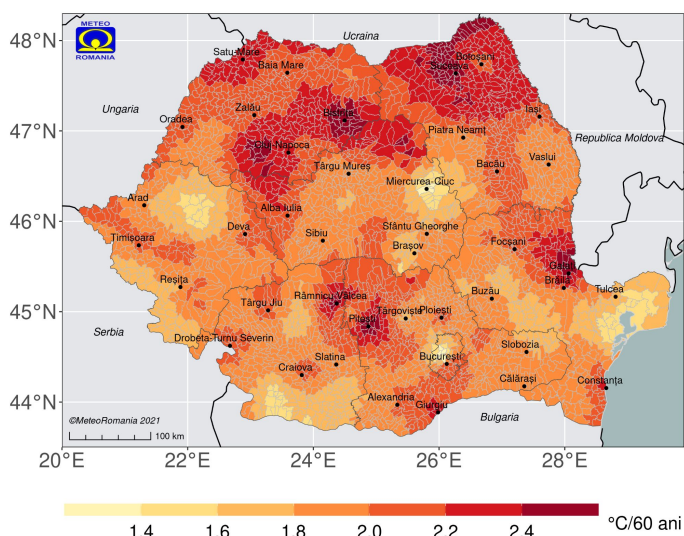 METEO
ROMANIA
Ucraina
Ungaria
Republica Moldova
Serbia
Bulgaria
Satu-Mare
Baia Mare
Botoșani
Suceava
Zalău
Bistrița
Iași
Oradea
Cluj-Napoca
Piatra Neamț
Târgu Mureș
Bacău
Vaslui
Miercurea-Ciuc
Arad
Alba Iulia
Deva
Sibiu
Sfântu Gheorghe
Timișoara
Brașov
Focșani
Galați
Reșița
Râmnicu-Vâlcea
Brăila
Tulcea
Târgu Jiu
Târgoviște
Ploiești
Buzău
Pitești
Drobeta-Turnu Severin
Slatina
București
Slobozia
Craiova
Călărași
Constanța
Alexandria
Giurgiu
48°N
47°N
46°N
45°N
44°N
©MeteoRomania 2021
100 km
20°E
22°E
24°E
26°E
28°E
1.4
1.6
1.8
2.0
2.2
2.4
°C/60 ani